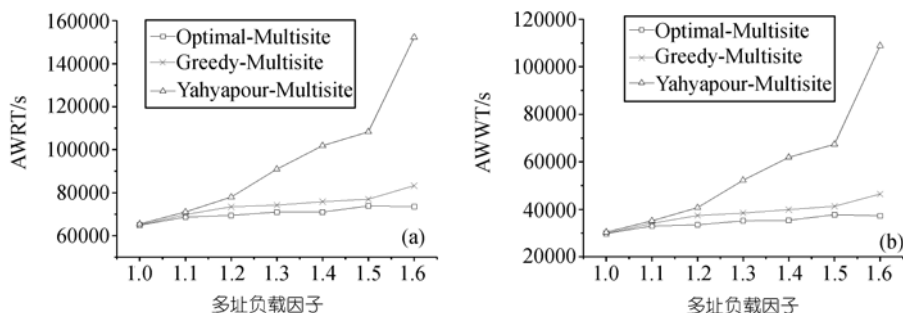 160000
140000
120000
100000
80000
60000
AWRT/s
Optimal-Multisite
Greedy-Multisite
Yahyapour-Multisite
(a)
1.0 1.1 1.2 1.3 1.4 1.5 1.6
多址负载因子
120000
100000
80000
60000
40000
20000
AWWT/s
Optimal-Multisite
Greedy-Multisite
Yahyapour-Multisite
(b)
1.0 1.1 1.2 1.3 1.4 1.5 1.6
多址负载因子